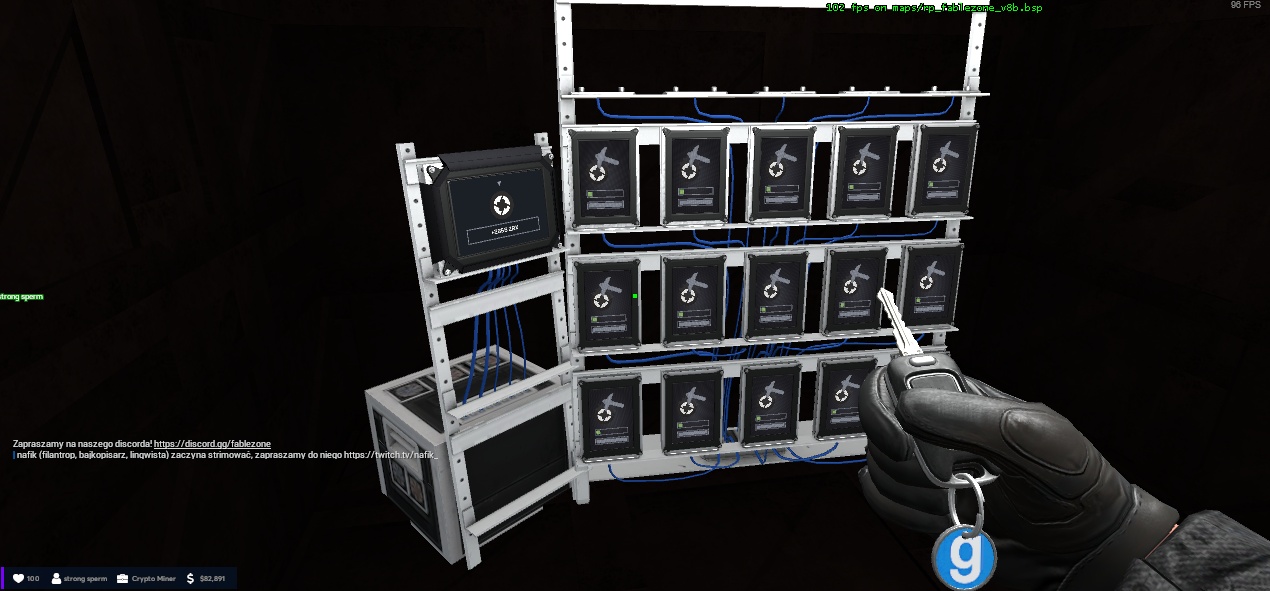 102 fps on maps/rp_fablezone_v8b.bsp
96 FPS
strong sperm
Zapraszamy na naszego discorda! https://discord.gg/fablezone
nafik (filantrop, bajkopisarz, lingwista) zaczyna strimować, zapraszamy do niego https://twitch.tv/nafik_
100
strong sperm
Crypto Miner
$ $82,891
g